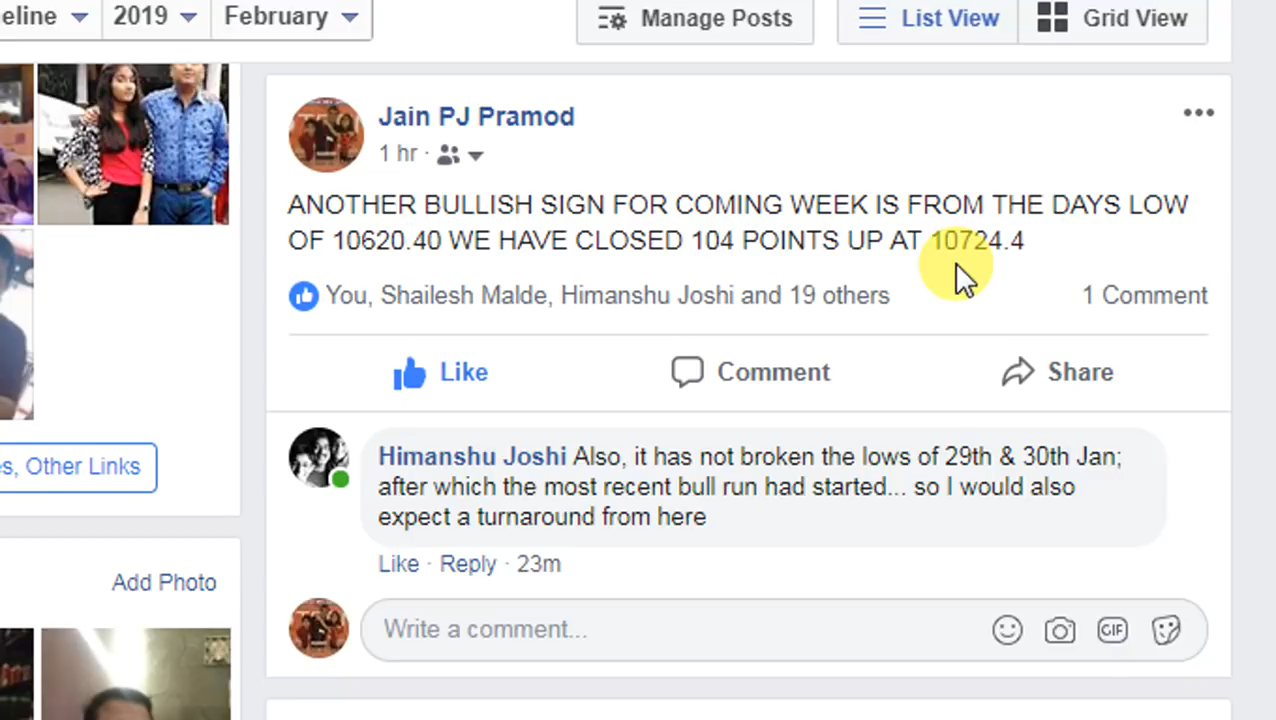 eline 2019 February Manage Posts List View Grid View
Jain PJ Pramod
1 hr ·
ANOTHER BULLISH SIGN FOR COMING WEEK IS FROM THE DAYS LOW
OF 10620.40 WE HAVE CLOSED 104 POINTS UP AT 10724.4
You, Shailesh Malde, Himanshu Joshi and 19 others 1 Comment
Like Comment Share
Himanshu Joshi Also, it has not broken the lows of 29th & 30th Jan;
after which the most recent bull run had started... so I would also
expect a turnaround from here
Like · Reply · 23m
Write a comment... GIF
es, Other Links
Add Photo